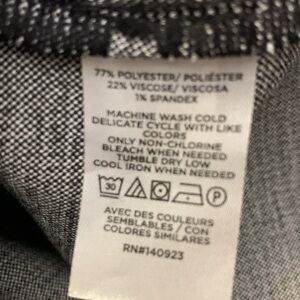 77% POLYESTER/ POLIÉSTER
22% VISCOSE/ VISCOSA
1% SPANDEX
MACHINE WASH COLD
DELICATE CYCLE WITH LIKE
COLORS
ONLY NON-CHLORINE
BLEACH WHEN NEEDED
TUMBLE DRY LOW
COOL IRON WHEN NEEDED
30 P
AVEC DES COULEURS
SEMBLABLES / CON
COLORES SIMILARES
RN#140923